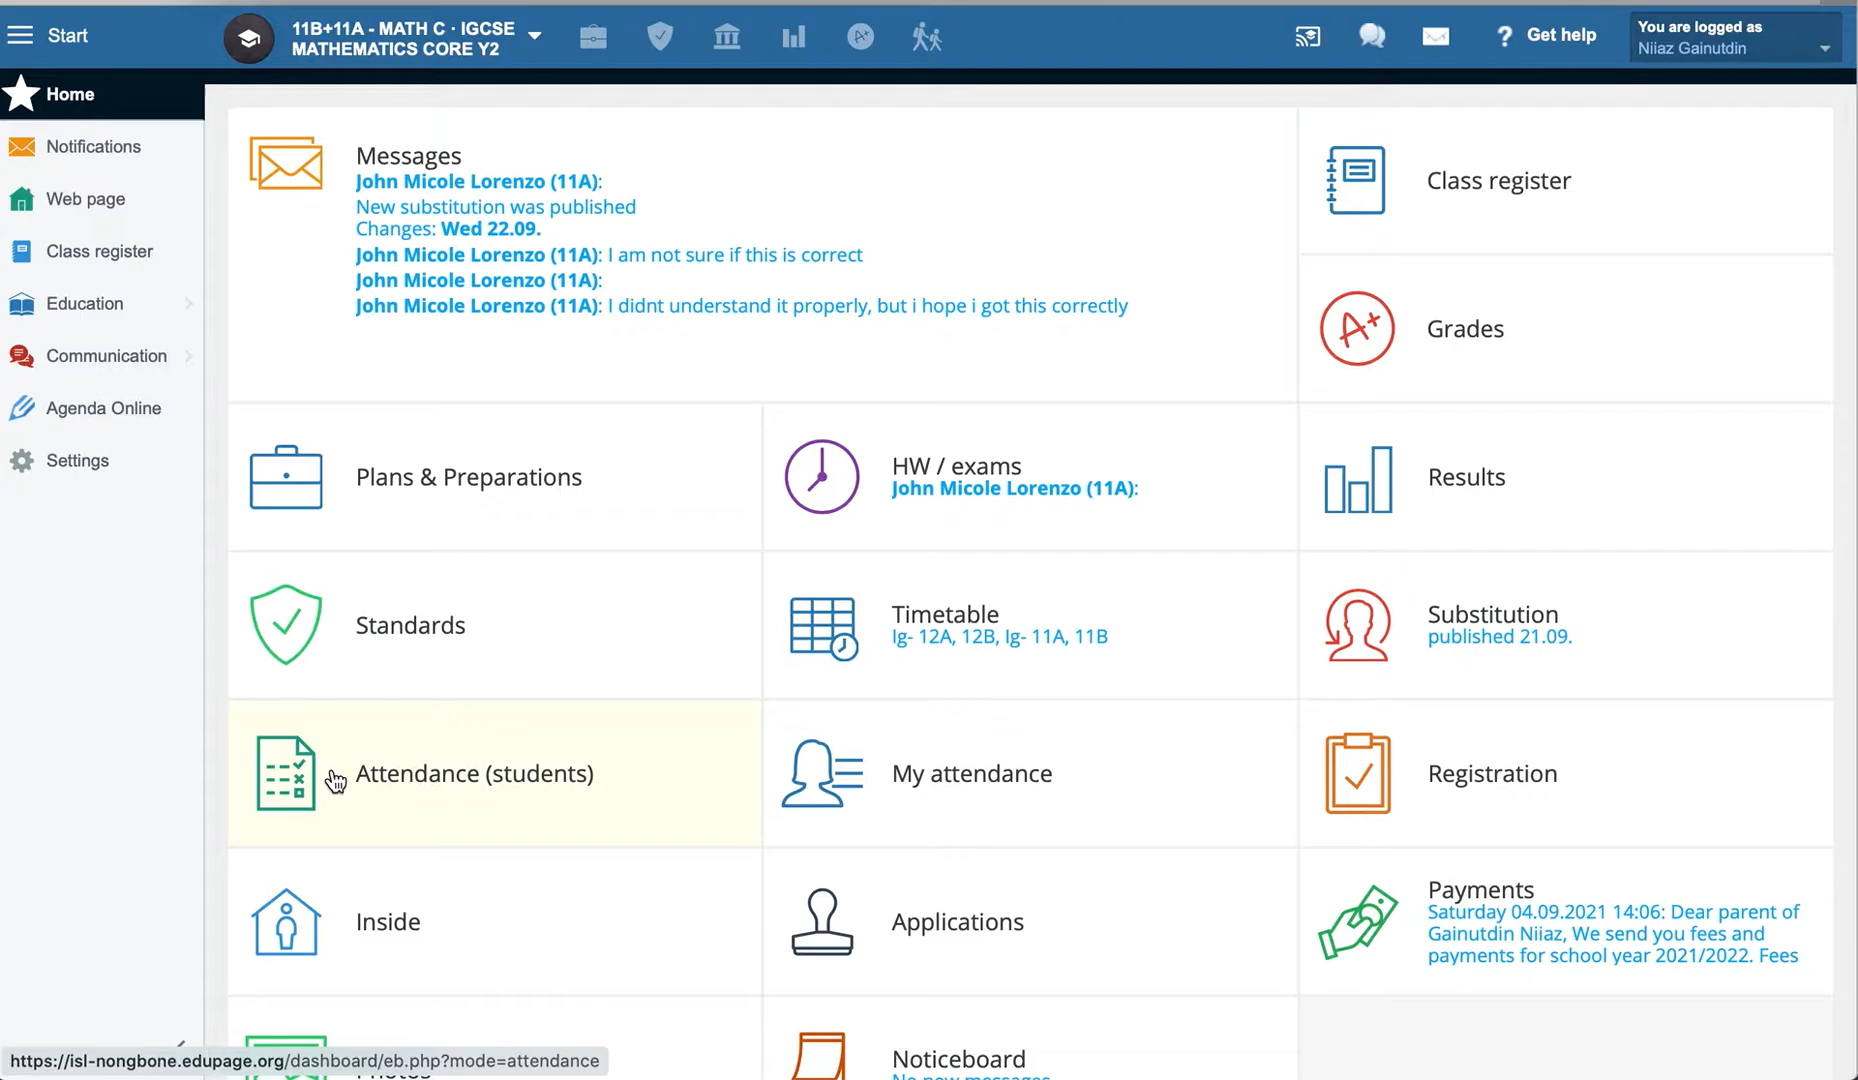 Start
11B+11A - MATH C · IGCSE
MATHEMATICS CORE Y2
? Get help
You are logged as
Niiaz Gainutdin
Home
Notifications
Web page
Class register
Education
Communication
Agenda Online
Settings
Messages
John Micole Lorenzo (11A):
New substitution was published
Changes: Wed 22.09.
John Micole Lorenzo (11A): I am not sure if this is correct
John Micole Lorenzo (11A):
John Micole Lorenzo (11A): I didnt understand it properly, but i hope i got this correctly
Class register
A+
Grades
Plans & Preparations
HW / exams
John Micole Lorenzo (11A):
Results
Standards
Timetable
Ig- 12A, 12B, Ig- 11A, 11B
Substitution
published 21.09.
Attendance (students)
My attendance
Registration
Inside
Applications
Payments
Saturday 04.09.2021 14:06: Dear parent of
Gainutdin Niiaz, We send you fees and
payments for school year 2021/2022. Fees
Photos
Noticeboard
No new messages
https://isl-nongbone.edupage.org/dashboard/eb.php?mode=attendance